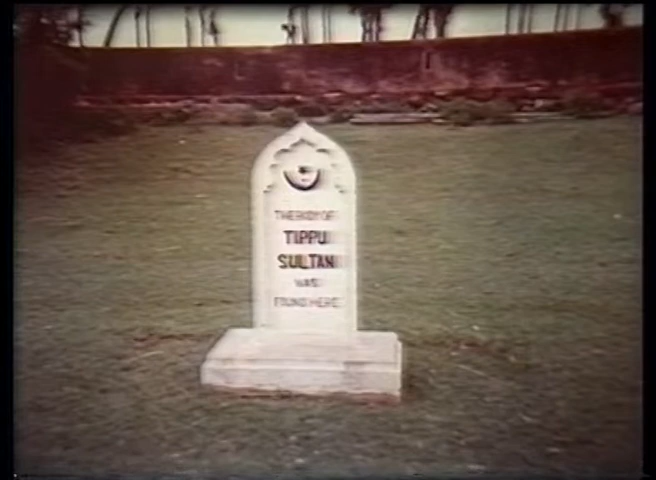 THE BODY OF
TIPPU
SULTAN
WAS
FOUND HERE